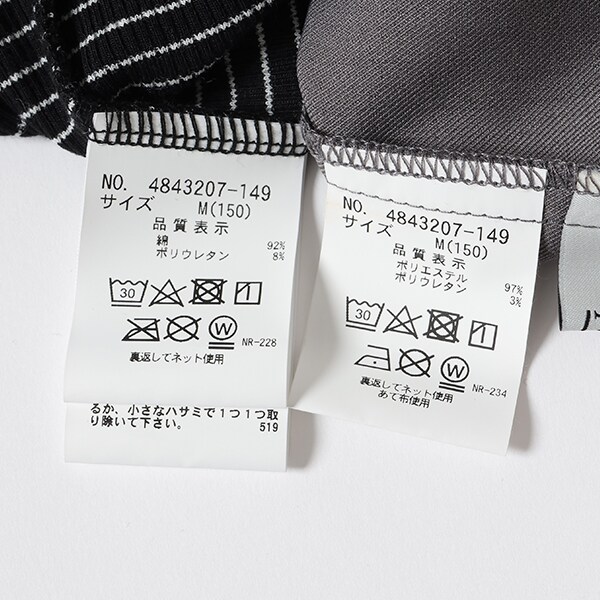 NO. 4843207-149
サイズ M(150)
品質表示
綿 92%
ポリウレタン 8%
30
W
NR-228
裏返してネット使用
るか、小さなハサミで1つ1つ取
り除いて下さい。 519
NO. 4843207-149
サイズ M(150)
品質表示
ポリエステル 97%
ポリウレタン 3%
30
W
NR-234
裏返してネット使用
あて布使用